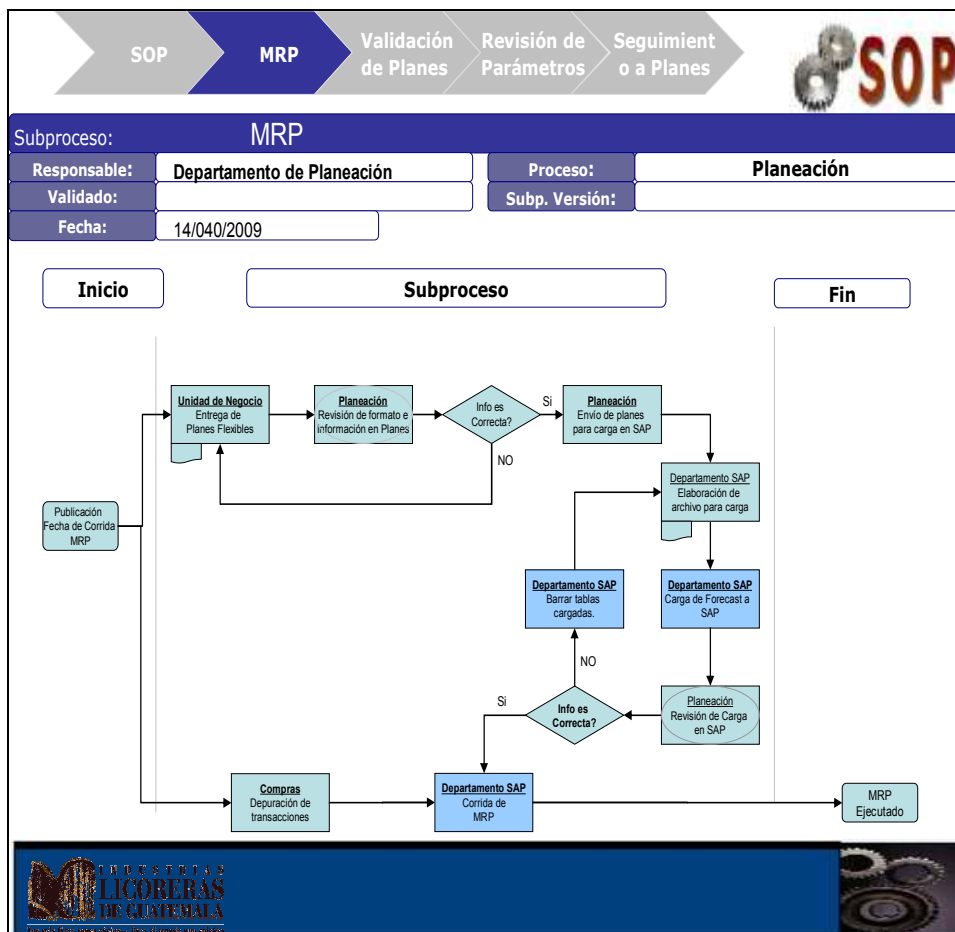 SOP
MRP
Validación
de Planes
Revisión de
Parámetros
Seguimient
o a Planes
SOP
Subproceso:
MRP
Responsable:
Departamento de Planeación
Proceso:
Planeación
Validado:
Subp. Versión:
Fecha:
14/040/2009
Inicio
Subproceso
Fin
Unidad de Negocio
Entrega de
Planes Flexibles
Planeación
Revisión de formato e
información en Planes
Info es
Correcta?
Si
NO
Planeación
Envío de planes
para carga en SAP
Departamento SAP
Elaboración de
archivo para carga
Publicación
Fecha de Corrida
MRP
Departamento SAP
Barrar tablas
cargadas.
Departamento SAP
Carga de Forecast a
SAP
NO
Si
Info es
Correcta?
Planeación
Revisión de Carga
en SAP
Compras
Depuración de
transacciones
Departamento SAP
Corrida de
MRP
MRP
Ejecutado
INDUSTRIAS
LICORERAS
DE GUATEMALA